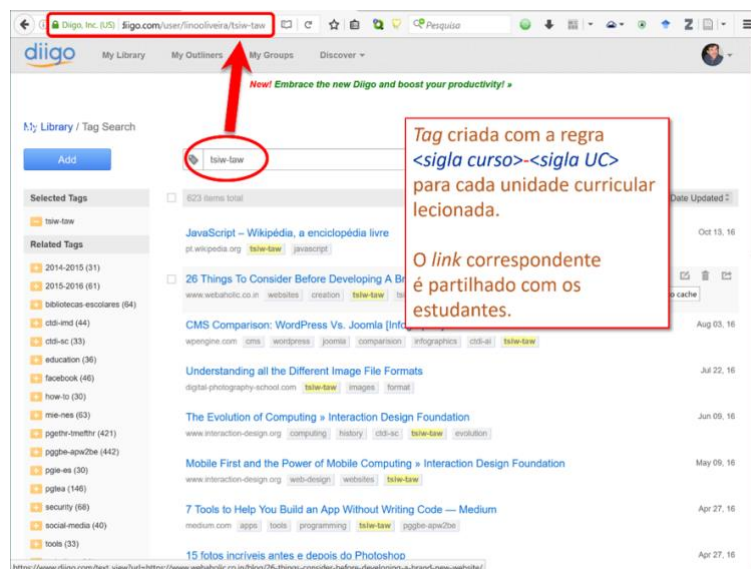 Diigo, Inc. (US) diigo.com/user/linooliveira/tsiw-taw
Pesquisa
diigo
My Library My Outliners My Groups Discover
New! Embrace the new Diigo and boost your productivity! »
My Library / Tag Search
Add
tsiw-taw
Tag criada com a regra
<sigla curso>-<sigla UC>
para cada unidade curricular
lecionada.
O link correspondente
é partilhado com os
estudantes.
Selected Tags
tsiw-taw
Related Tags
2014-2015 (31)
2015-2016 (61)
bibliotecas-escolares (64)
ctdi-imd (44)
ctdi-sc (33)
education (36)
facebook (46)
how-to (30)
mie-nes (63)
pgethr-tmefthr (421)
pggbe-apw2be (442)
pgie-es (30)
pgtea (146)
security (68)
social-media (40)
tools (33)
623 items total
Date Updated
JavaScript – Wikipédia, a enciclopédia livre
Oct 13, 16
pt.wikipedia.org tsiw-taw javascript
26 Things To Consider Before Developing A
www.webaholic.co.in websites creation tsiw-taw
cache
CMS Comparison: WordPress Vs. Joomla
Aug 03, 16
wpengine.com cms wordpress joomla comparision infographics ctdi-ai tsiw-taw
Understanding all the Different Image File Formats
Jul 22, 16
digital-photography-school.com tsiw-taw images format
The Evolution of Computing » Interaction Design Foundation
Jun 09, 16
www.interaction-design.org computing history ctdi-sc tsiw-taw evolution
Mobile First and the Power of Mobile Computing » Interaction Design Foundation
May 09, 16
www.interaction-design.org web-design websites tsiw-taw
7 Tools to Help You Build an App Without Writing Code — Medium
Apr 27, 16
medium.com apps tools programming tsiw-taw pggbe-apw2be
15 fotos incríveis antes e depois do Photoshop
Apr 27, 16